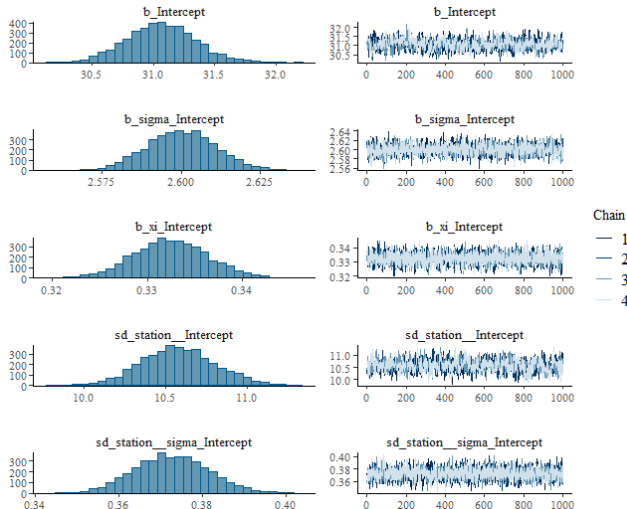 b_Intercept
400
300
200
100
0
30.5 31.0 31.5 32.0
b_Intercept
32.0
31.5
31.0
30.5
0 200 400 600 800 1000
b_sigma_Intercept
300
200
100
0
2.575 2.600 2.625
b_sigma_Intercept
2.64
2.62
2.60
2.58
2.56
0 200 400 600 800 1000
b_xi_Intercept
300
200
100
0
0.32 0.33 0.34
b_xi_Intercept
0.34
0.33
0.32
0 200 400 600 800 1000
Chain
1
2
3
4
sd_station__Intercept
300
200
100
0
10.0 10.5 11.0
sd_station__Intercept
11.0
10.5
10.0
0 200 400 600 800 1000
sd_station__sigma_Intercept
300
200
100
0
0.34 0.36 0.38 0.40
sd_station__sigma_Intercept
0.40
0.38
0.36
0 200 400 600 800 1000